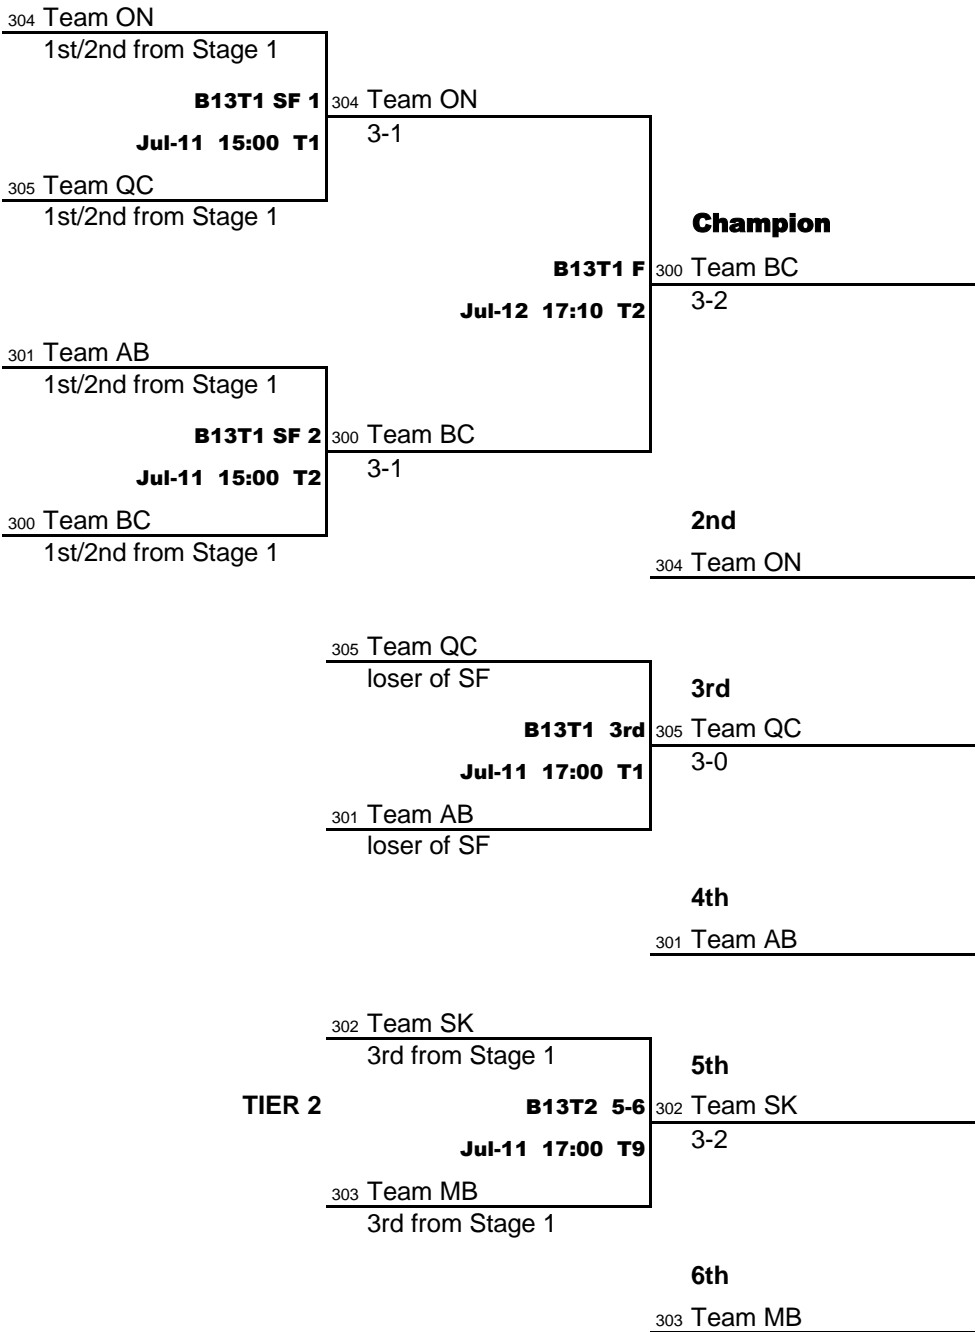 304 Team ON
1st/2nd from Stage 1
B13T1 SF 1 304 Team ON
Jul-11 15:00 T1 3-1
305 Team QC
1st/2nd from Stage 1
Champion
B13T1 F 300 Team BC
Jul-12 17:10 T2 3-2
301 Team AB
1st/2nd from Stage 1
B13T1 SF 2 300 Team BC
Jul-11 15:00 T2 3-1
300 Team BC
1st/2nd from Stage 1
2nd
304 Team ON
305 Team QC
loser of SF
3rd
B13T1 3rd 305 Team QC
Jul-11 17:00 T1 3-0
301 Team AB
loser of SF
4th
301 Team AB
302 Team SK
3rd from Stage 1
5th
TIER 2 B13T2 5-6 302 Team SK
Jul-11 17:00 T9 3-2
303 Team MB
3rd from Stage 1
6th
303 Team MB